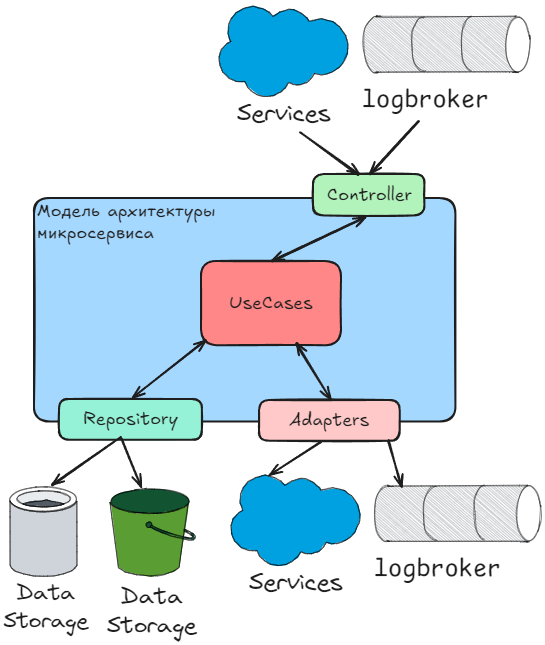 Services
logbroker
Controller
Модель архитектуры
микросервиса
UseCases
Repository
Adapters
Data
Storage
Data
Storage
Services
logbroker